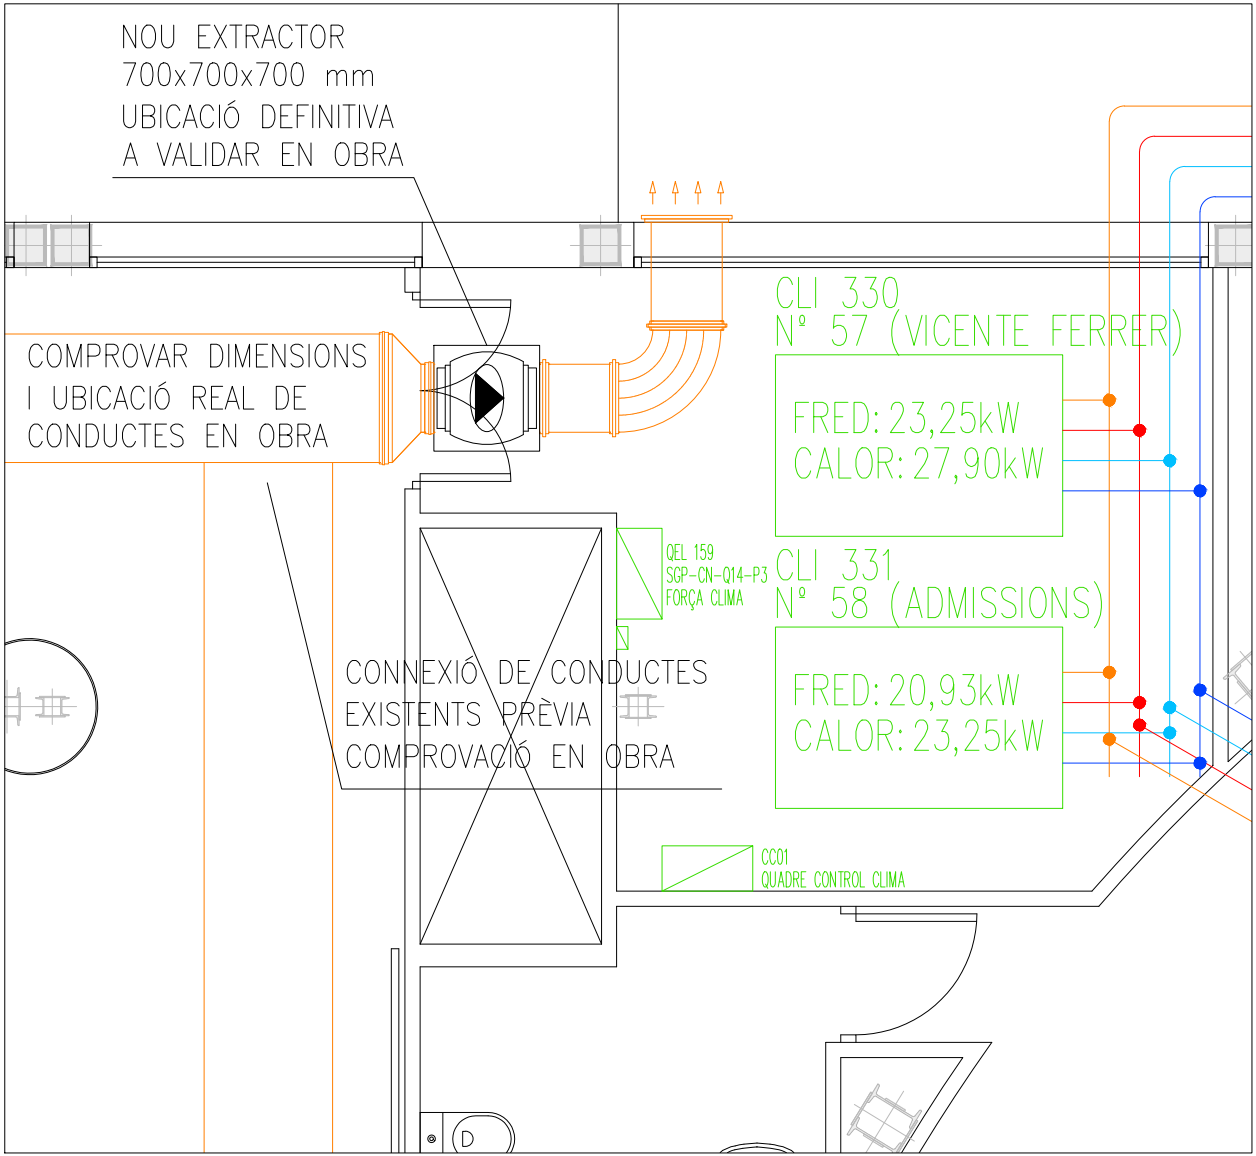 NOU EXTRACTOR
700x700x700 mm
UBICACIÓ DEFINITIVA
A VALIDAR EN OBRA
COMPROVAR DIMENSIONS
I UBICACIÓ REAL DE
CONDUCTES EN OBRA
CLI 330
Nº 57 (VICENTE FERRER)
FRED: 23,25kW
CALOR: 27,90kW
QEL 159
SGP-CN-Q14-P3
FORÇA CLIMA
CLI 331
Nº 58 (ADMISSIONS)
FRED: 20,93kW
CALOR: 23,25kW
CONNEXIÓ DE CONDUCTES
EXISTENTS PRÈVIA
COMPROVACIÓ EN OBRA
CC01
QUADRE CONTROL CLIMA
D